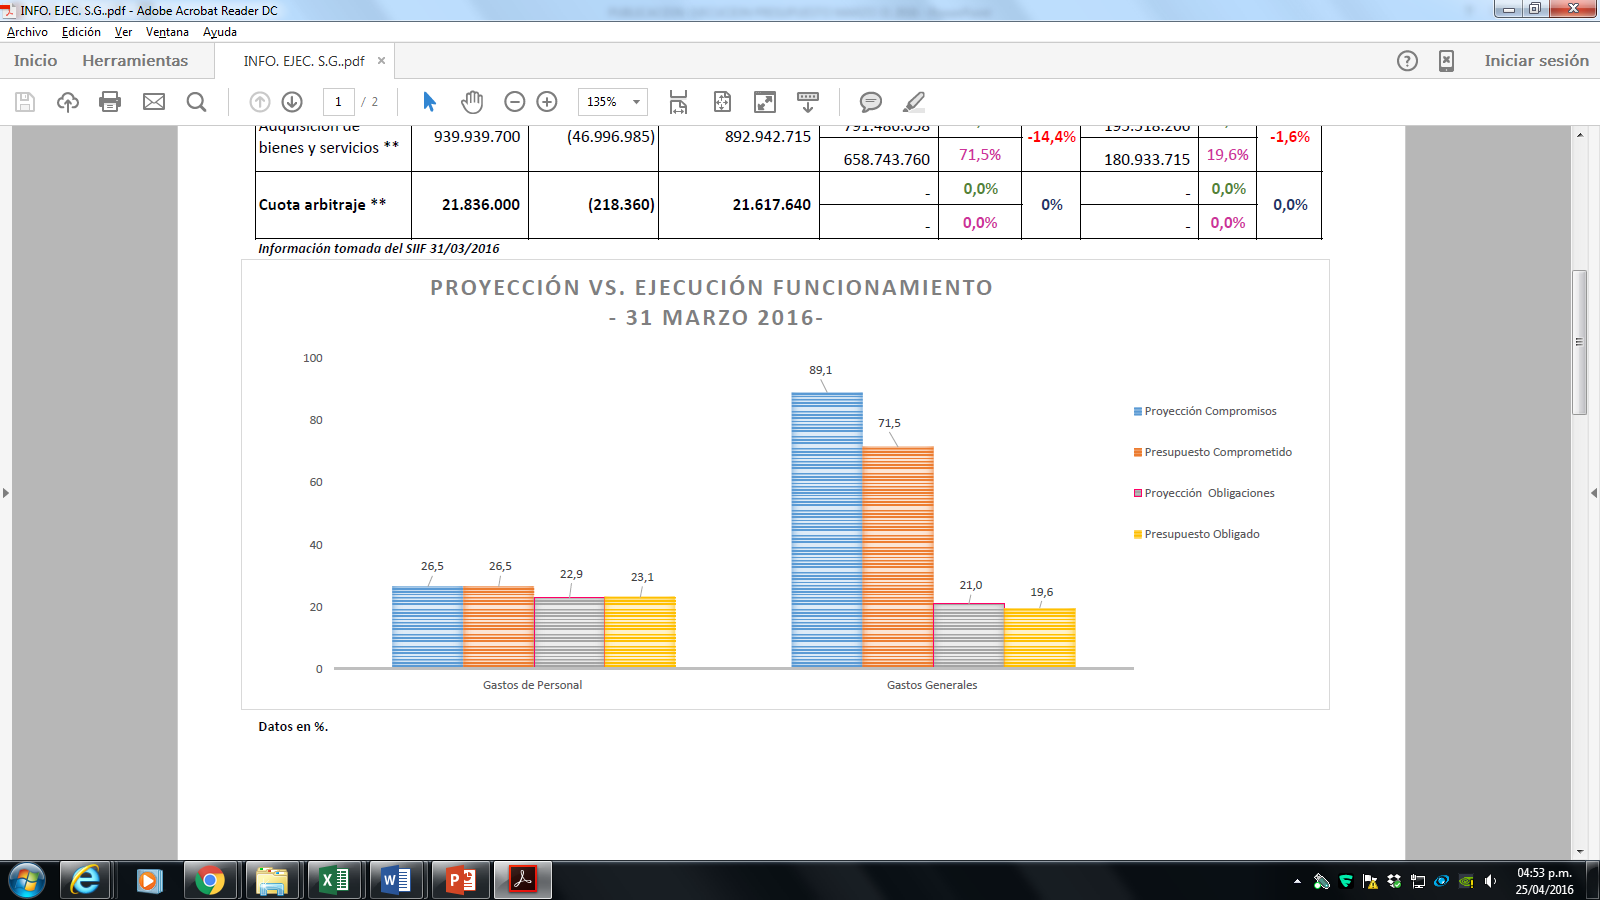 INFO. EJEC. S.G..pdf - Adobe Acrobat Reader DC
Archivo Edición Ver Ventana Ayuda
Inicio Herramientas INFO. EJEC. S.G..pdf × Iniciar sesión
1 / 2 135%
Adquisición de
bienes y servicios ** 939.939.700 (46.996.985) 892.942.715 -14,4% -1,6%
658.743.760 71,5% 180.933.715 19,6%
Cuota arbitraje ** 21.836.000 (218.360) 21.617.640 - 0,0% 0% - 0,0% 0,0%
- 0,0% - 0,0%
Información tomada del SIIF 31/03/2016
PROYECCIÓN VS. EJECUCIÓN FUNCIONAMIENTO
- 31 MARZO 2016-
100
80
60
40
20
0
26,5 26,5 22,9 23,1
89,1 71,5 21,0 19,6
Gastos de Personal Gastos Generales
Proyección Compromisos
Presupuesto Comprometido
Proyección Obligaciones
Presupuesto Obligado
Datos en %.
04:53 p.m.
25/04/2016